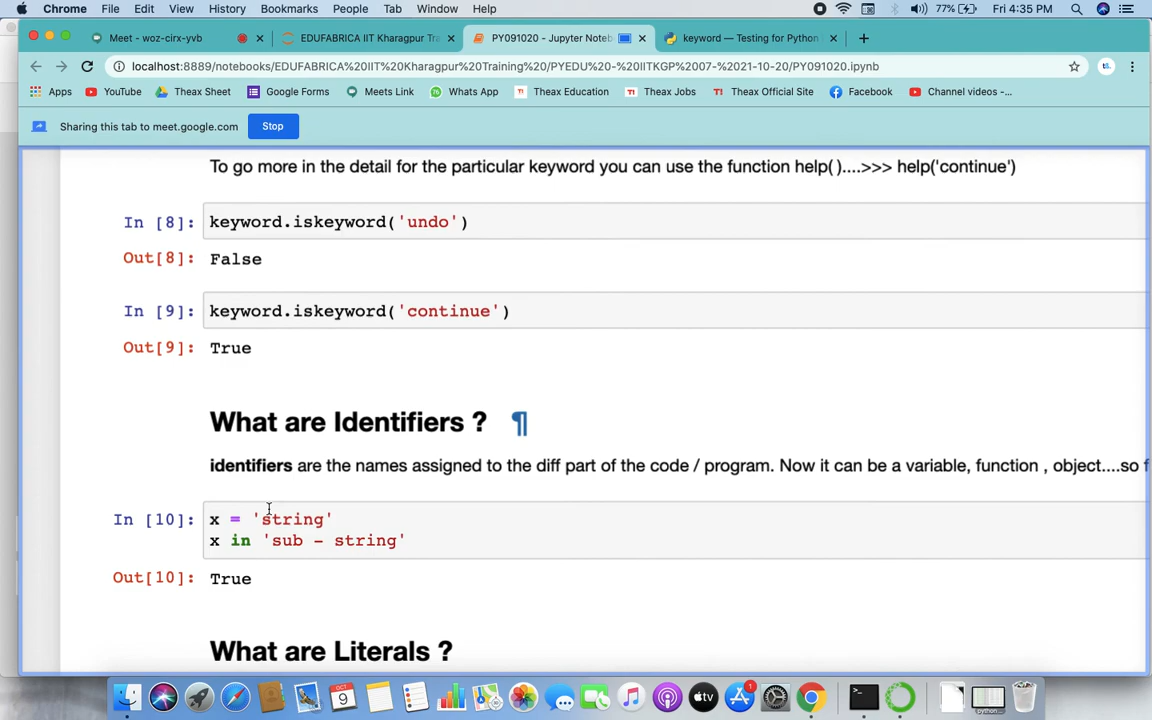 Chrome File Edit View History Bookmarks People Tab Window Help 77% Fri 4:35 PM
Meet - woz-cirx-yvb EDUFABRICA IIT Kharagpur Tra PY091020 - Jupyter Noteb keyword — Testing for Python
localhost:8889/notebooks/EDUFABRICA%20IIT%20Kharagpur%20Training%20/PYEDU%20-%20IITKGP%2007-%2021-10-20/PY091020.ipynb
Apps YouTube Theax Sheet Google Forms Meets Link Whats App Theax Education Theax Jobs Theax Official Site Facebook Channel videos -...
Sharing this tab to meet.google.com Stop
To go more in the detail for the particular keyword you can use the function help()....>>> help('continue')
In [8]: keyword.iskeyword('undo')
Out[8]: False
In [9]: keyword.iskeyword('continue')
Out[9]: True
What are Identifiers ? ¶
identifiers are the names assigned to the diff part of the code / program. Now it can be a variable, function , object....so f
In [10]: x = 'string'
x in 'sub - string'
Out[10]: True
What are Literals ?